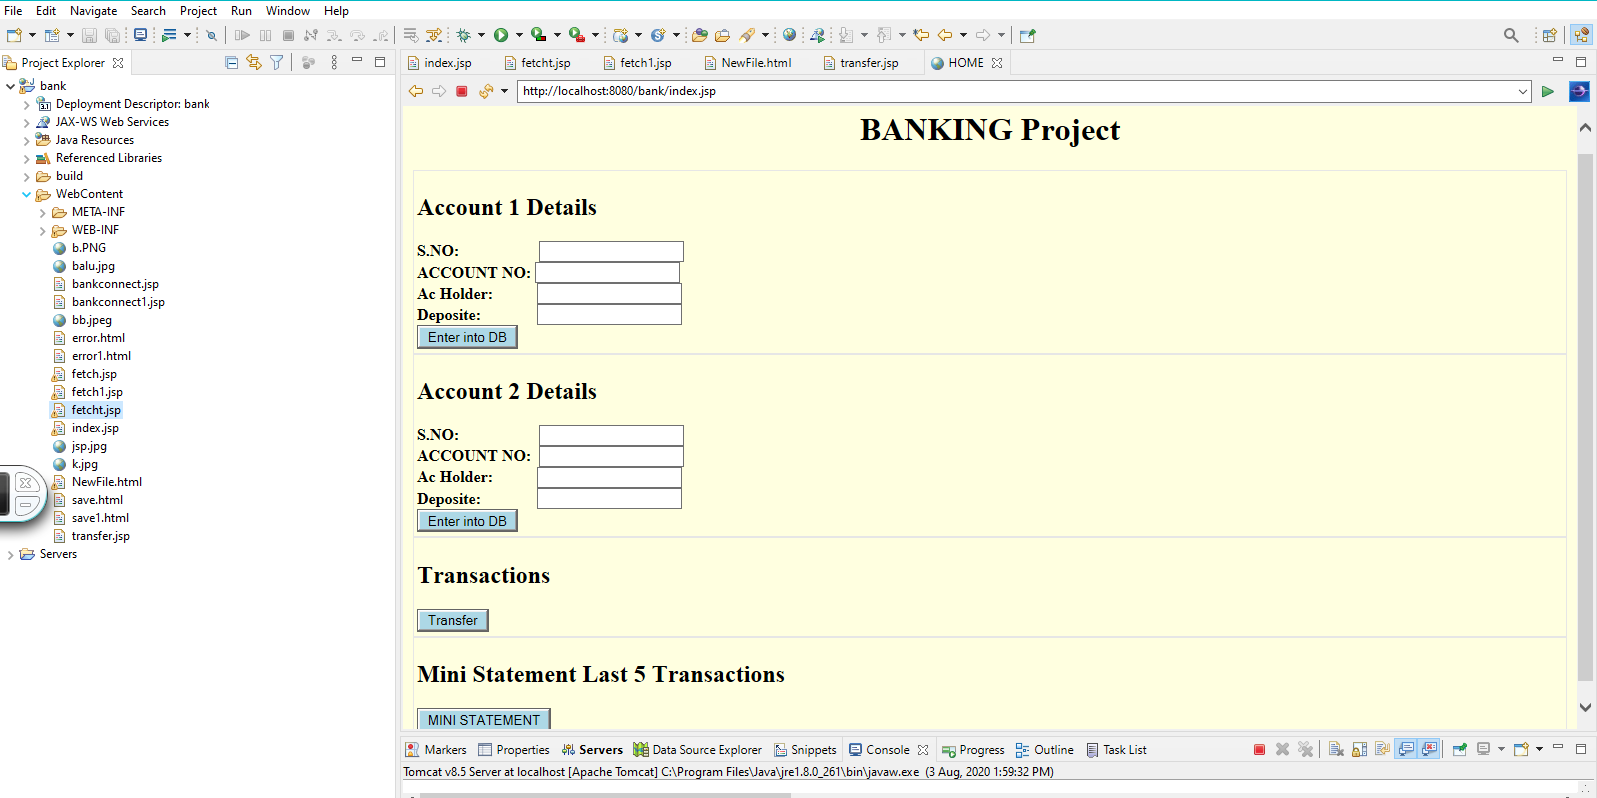 File Edit Navigate Search Project Run Window Help
Project Explorer
index.jsp fetcht.jsp fetch1.jsp NewFile.html transfer.jsp HOME
bank
Deployment Descriptor: bank
JAX-WS Web Services
Java Resources
Referenced Libraries
build
WebContent
META-INF
WEB-INF
b.PNG
balu.jpg
bankconnect.jsp
bankconnect1.jsp
bb.jpeg
error.html
error1.html
fetch.jsp
fetch1.jsp
fetcht.jsp
index.jsp
jsp.jpg
k.jpg
NewFile.html
save.html
save1.html
transfer.jsp
Servers
http://localhost:8080/bank/index.jsp
BANKING Project
Account 1 Details
S.NO:
ACCOUNT NO:
Ac Holder:
Deposite:
Enter into DB
Account 2 Details
S.NO:
ACCOUNT NO:
Ac Holder:
Deposite:
Enter into DB
Transactions
Transfer
Mini Statement Last 5 Transactions
MINI STATEMENT
Markers Properties Servers Data Source Explorer Snippets Console Progress Outline Task List
Tomcat v8.5 Server at localhost [Apache Tomcat] C:\Program Files\Java\jre1.8.0_261\bin\javaw.exe (3 Aug, 2020 1:59:32 PM)